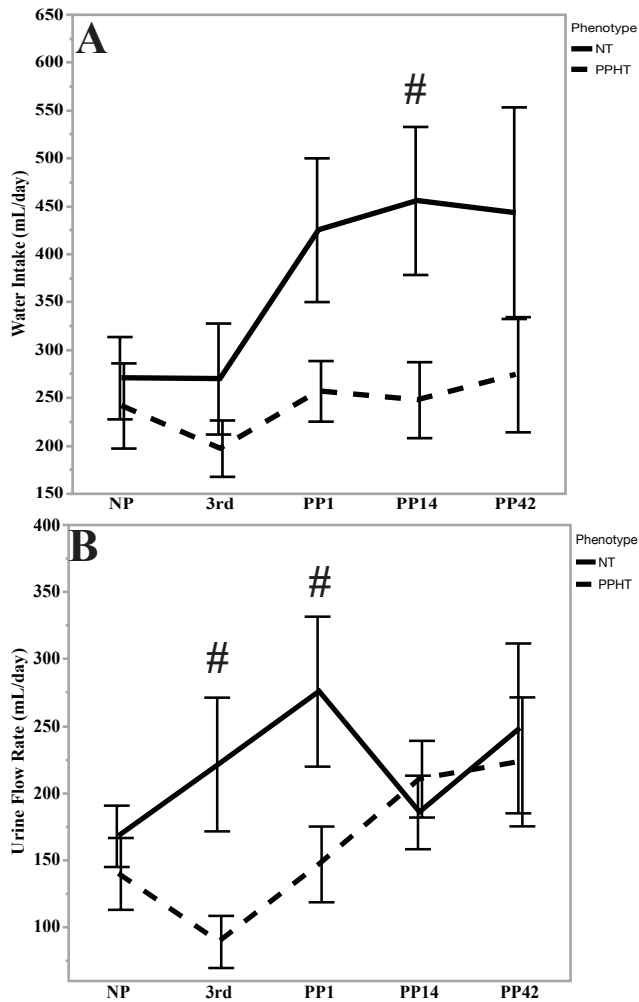 A
Phenotype
NT
PPHT
#
Water Intake (mL/day)
650
600
550
500
450
400
350
300
250
200
150
NP 3rd PP1 PP14 PP42
B
Phenotype
NT
PPHT
#
#
Urine Flow Rate (mL/day)
400
350
300
250
200
150
100
NP 3rd PP1 PP14 PP42